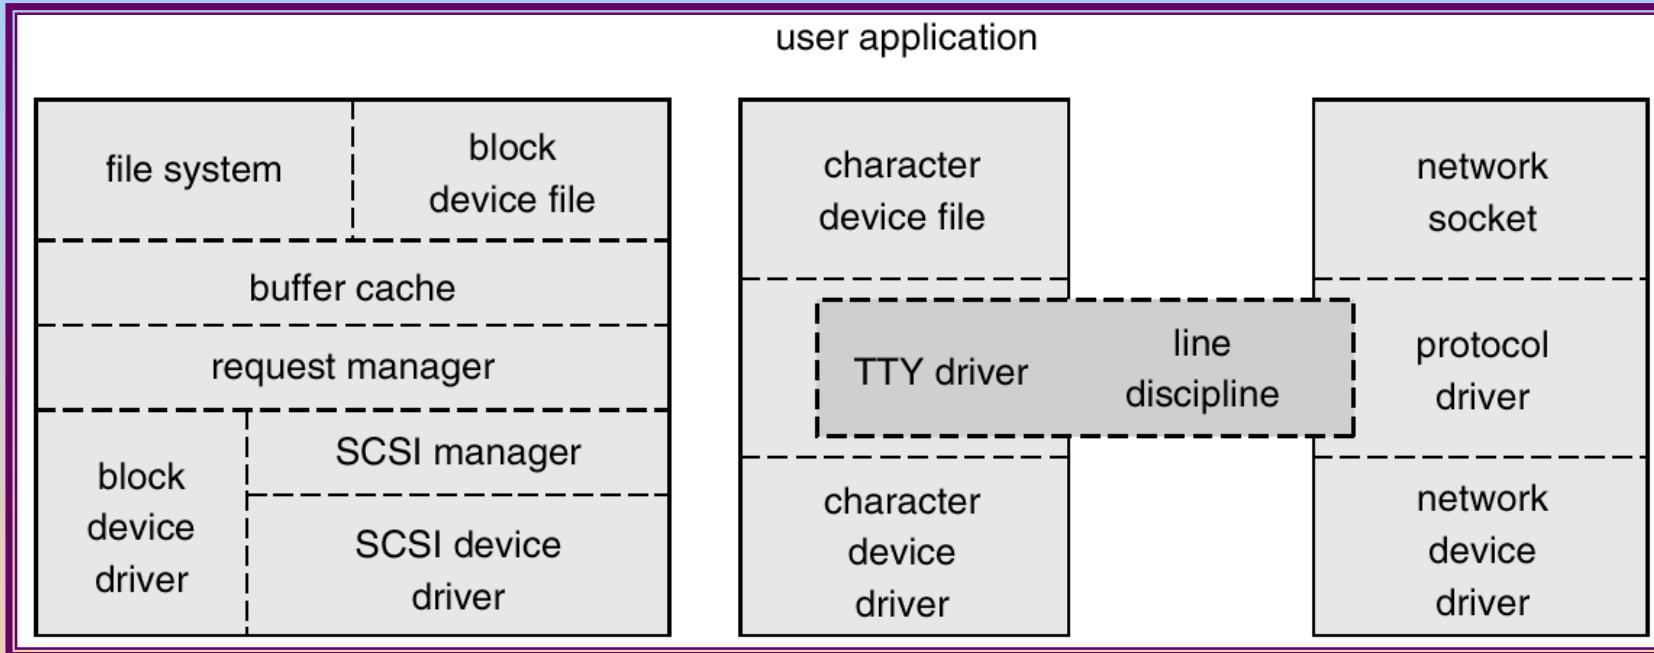 user application
file system
block
device file
buffer cache
request manager
block
device
driver
SCSI manager
SCSI device
driver
character
device file
TTY driver
line
discipline
character
device
driver
network
socket
protocol
driver
network
device
driver